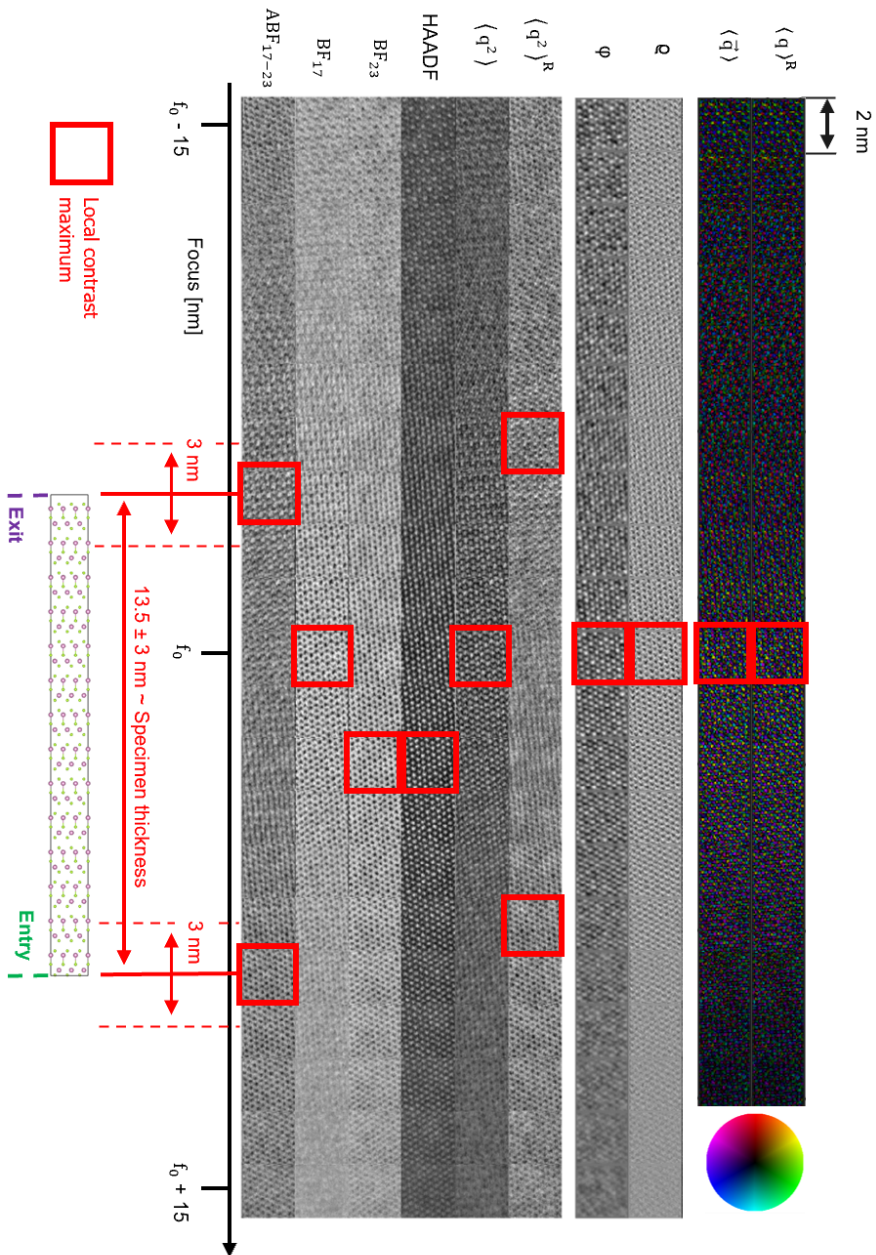 2 nm
⟨q⟩ᴿ
⟨q⃗⟩
ϱ
φ
⟨q²⟩ᴿ
⟨q²⟩
HAADF
BF₂₃
BF₁₇
ABF₁₇₋₂₃
f₀ - 15
Focus [nm]
f₀
f₀ + 15
Local contrast
maximum
3 nm
13.5 ± 3 nm ~ Specimen thickness
3 nm
Exit
Entry